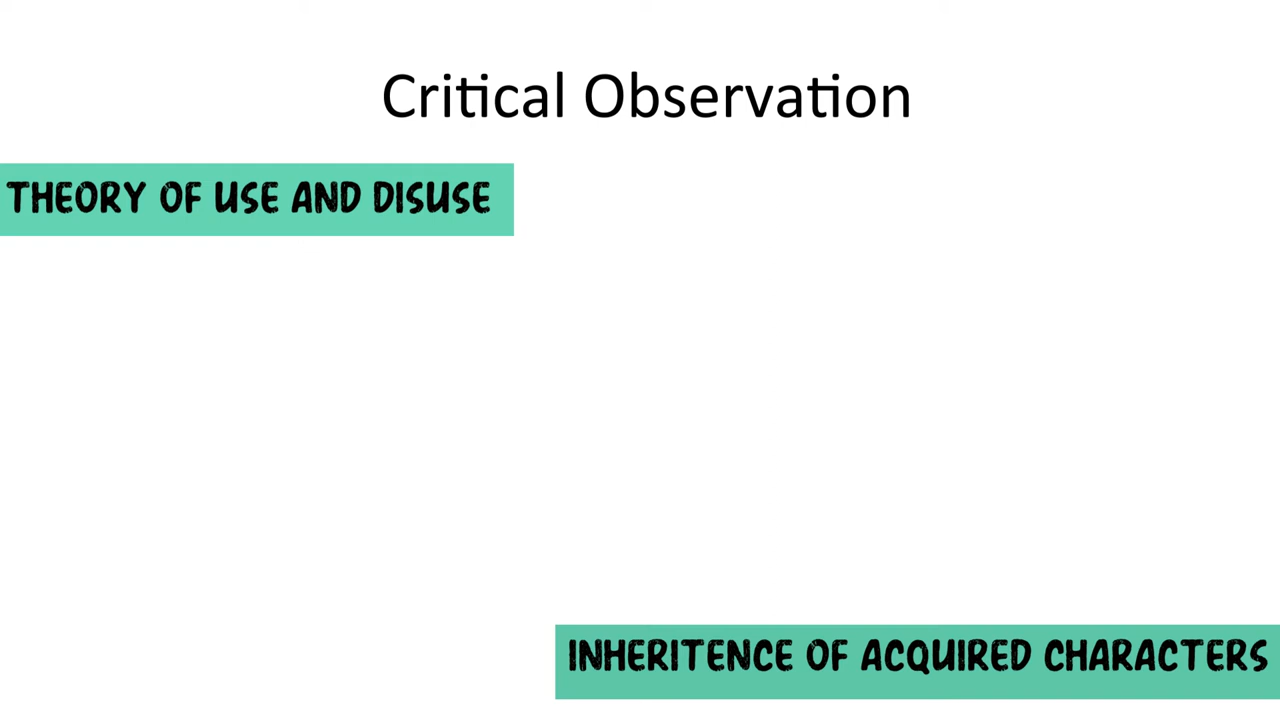 Critical Observation
THEORY OF USE AND DISUSE
INHERITENCE OF ACQUIRED CHARACTERS